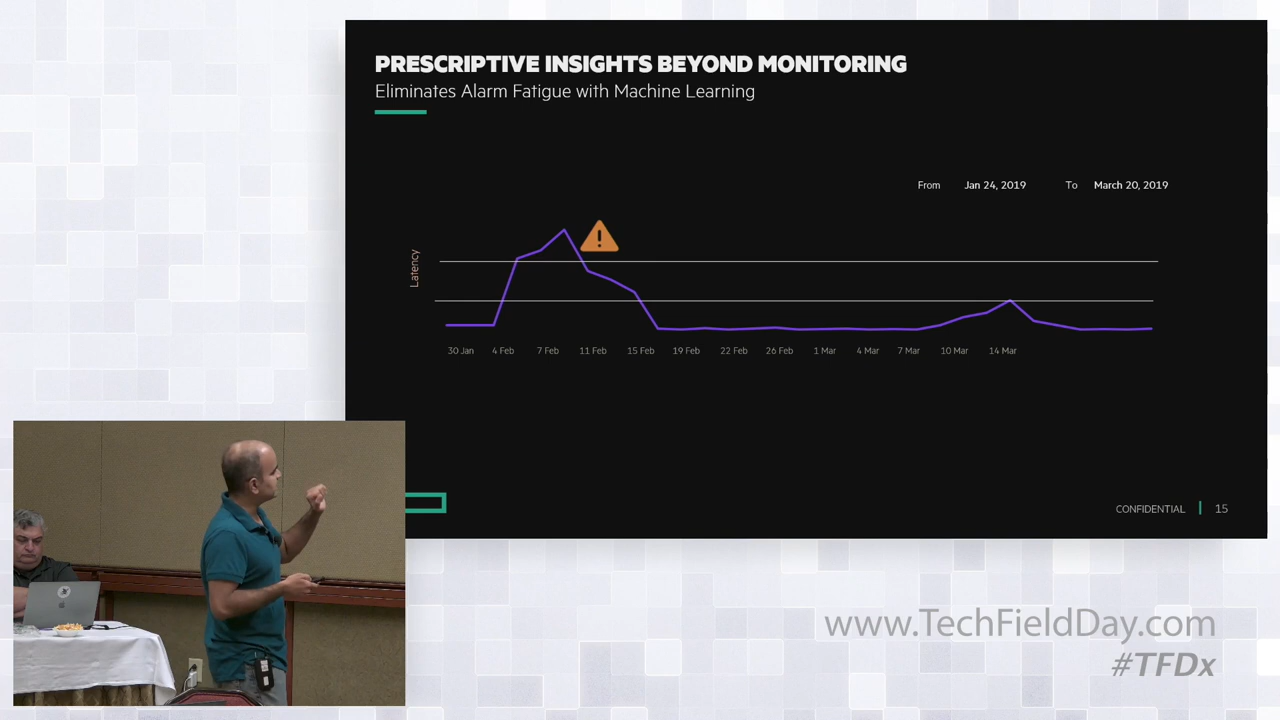 PRESCRIPTIVE INSIGHTS BEYOND MONITORING
Eliminates Alarm Fatigue with Machine Learning
From Jan 24, 2019 To March 20, 2019
Latency
30 Jan 4 Feb 7 Feb 11 Feb 15 Feb 19 Feb 22 Feb 26 Feb 1 Mar 4 Mar 7 Mar 10 Mar 14 Mar
CONFIDENTIAL 15
www.TechFieldDay.com
#TFDx